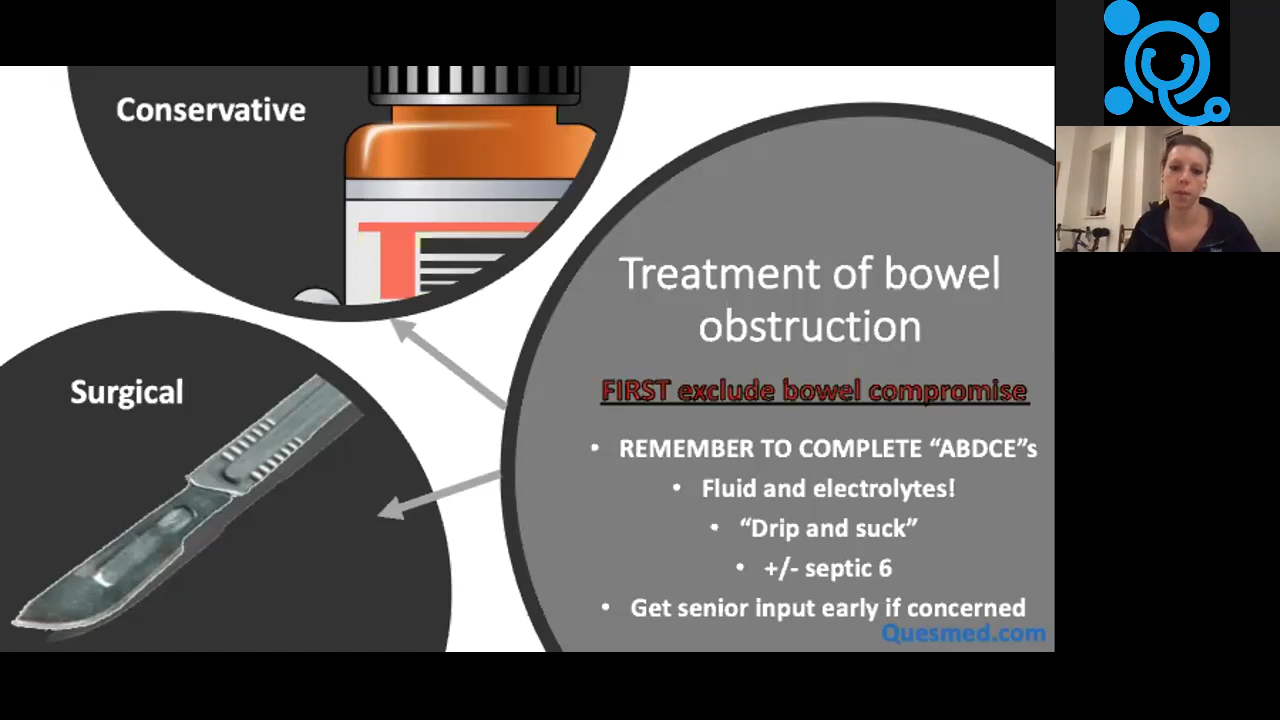 Conservative
Surgical
T
Treatment of bowel
obstruction
FIRST exclude bowel compromise
• REMEMBER TO COMPLETE “ABDCE”s
• Fluid and electrolytes!
• “Drip and suck”
• +/- septic 6
• Get senior input early if concerned
Quesmed.com